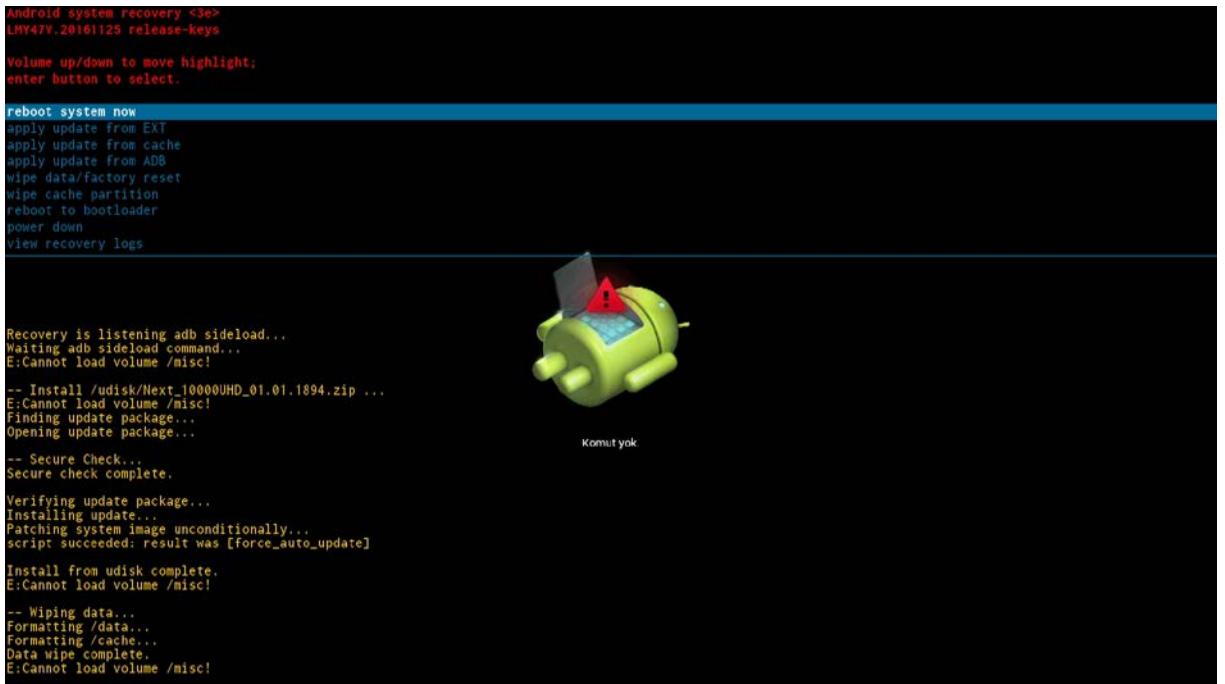 Android system recovery <3e>
LMY47V.20161125 release-keys
Volume up/down to move highlight;
enter button to select.
reboot system now
apply update from EXT
apply update from cache
apply update from ADB
wipe data/factory reset
wipe cache partition
reboot to bootloader
power down
view recovery logs
Recovery is listening adb sideload...
Waiting adb sideload command...
E:Cannot load volume /misc!
-- Install /udisk/Next_10000UHD_01.01.1894.zip ...
E:Cannot load volume /misc!
Finding update package...
Opening update package...
Komut yok.
-- Secure Check...
Secure check complete.
Verifying update package...
Installing update...
Patching system image unconditionally...
script succeeded: result was [force_auto_update]
Install from udisk complete.
E:Cannot load volume /misc!
-- Wiping data...
Formatting /data...
Formatting /cache...
Data wipe complete.
E:Cannot load volume /misc!